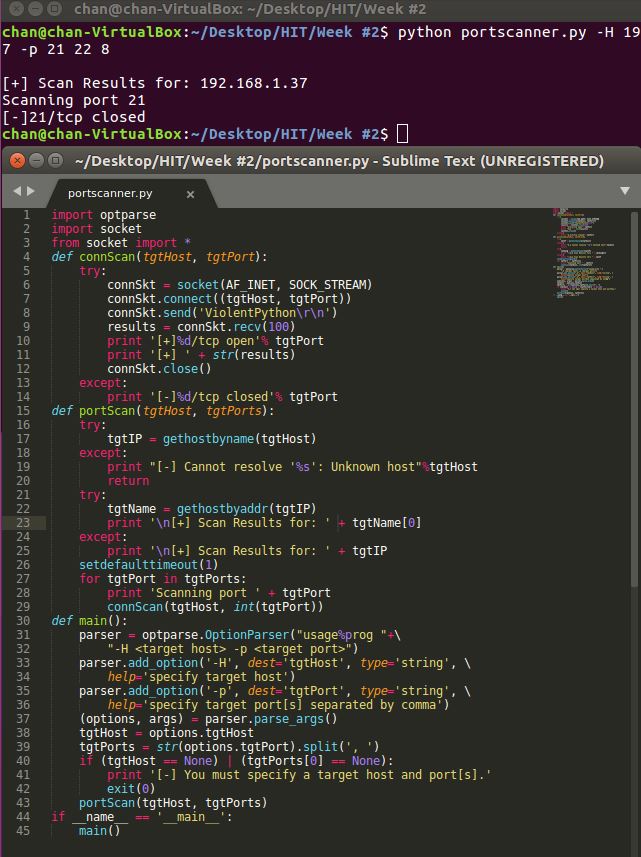 chan@chan-VirtualBox: ~/Desktop/HIT/Week #2
chan@chan-VirtualBox:~/Desktop/HIT/Week #2$ python portscanner.py -H 19
7 -p 21 22 8
[+] Scan Results for: 192.168.1.37
Scanning port 21
[-]21/tcp closed
chan@chan-VirtualBox:~/Desktop/HIT/Week #2$
~/Desktop/HIT/Week #2/portscanner.py - Sublime Text (UNREGISTERED)
portscanner.py ×
1 import optparse
2 import socket
3 from socket import *
4 def connScan(tgtHost, tgtPort):
5     try:
6         connSkt = socket(AF_INET, SOCK_STREAM)
7         connSkt.connect((tgtHost, tgtPort))
8         connSkt.send('ViolentPython\r\n')
9         results = connSkt.recv(100)
10         print '[+]%d/tcp open'% tgtPort
11         print '[+] ' + str(results)
12         connSkt.close()
13     except:
14         print '[-]%d/tcp closed'% tgtPort
15 def portScan(tgtHost, tgtPorts):
16     try:
17         tgtIP = gethostbyname(tgtHost)
18     except:
19         print "[-] Cannot resolve '%s': Unknown host"%tgtHost
20         return
21     try:
22         tgtName = gethostbyaddr(tgtIP)
23         print '\n[+] Scan Results for: ' + tgtName[0]
24     except:
25         print '\n[+] Scan Results for: ' + tgtIP
26     setdefaulttimeout(1)
27     for tgtPort in tgtPorts:
28         print 'Scanning port ' + tgtPort
29         connScan(tgtHost, int(tgtPort))
30 def main():
31     parser = optparse.OptionParser("usage%prog "+\
32         "-H <target host> -p <target port>")
33     parser.add_option('-H', dest='tgtHost', type='string', \
34         help='specify target host')
35     parser.add_option('-p', dest='tgtPort', type='string', \
36         help='specify target port[s] separated by comma')
37     (options, args) = parser.parse_args()
38     tgtHost = options.tgtHost
39     tgtPorts = str(options.tgtPort).split(', ')
40     if (tgtHost == None) | (tgtPorts[0] == None):
41         print '[-] You must specify a target host and port[s].'
42         exit(0)
43     portScan(tgtHost, tgtPorts)
44 if __name__ == '__main__':
45     main()